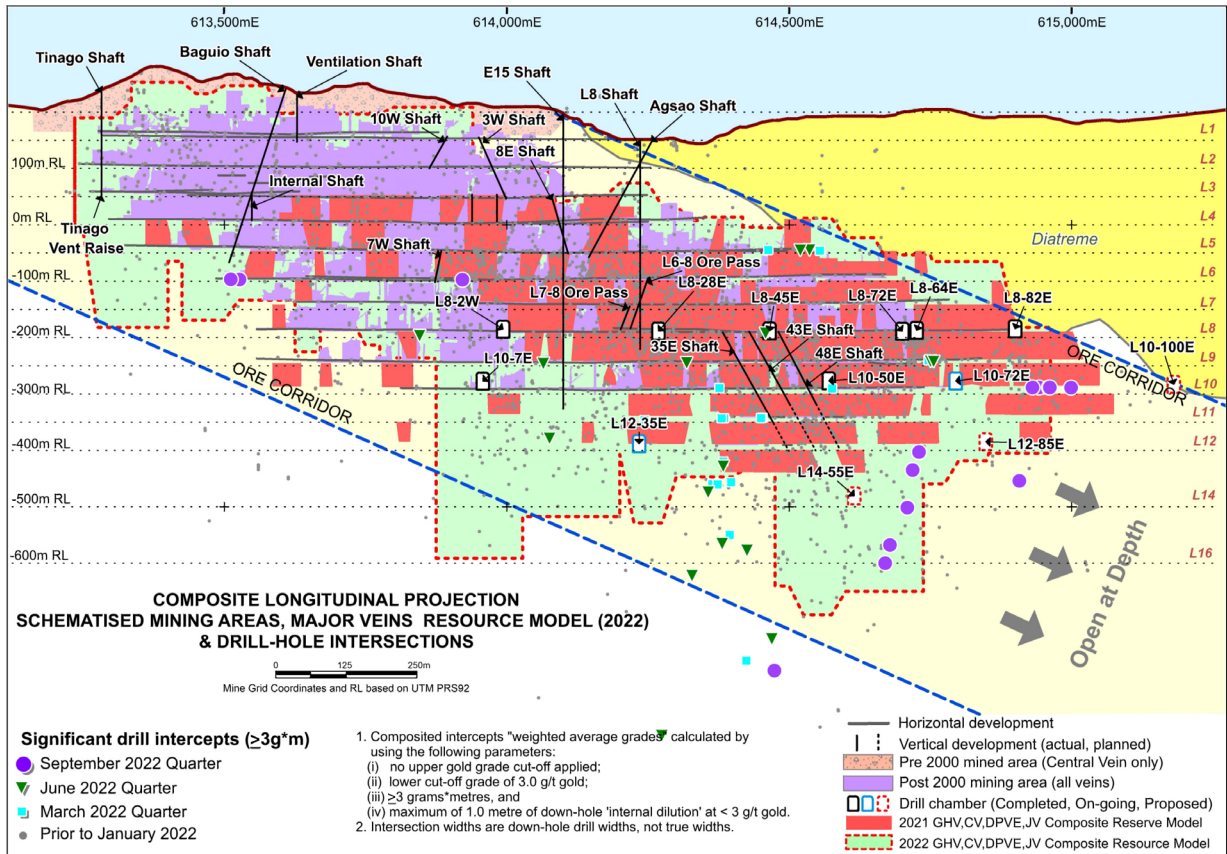 613,500mE
614,000mE
614,500mE
615,000mE
Tinago Shaft
Baguio Shaft
Ventilation Shaft
E15 Shaft
L8 Shaft
Agsao Shaft
10W Shaft
3W Shaft
8E Shaft
L1
100m RL
L2
Internal Shaft
L3
0m RL
L4
Tinago
Vent Raise
7W Shaft
Diatreme
L5
L6-8 Ore Pass
L6
-100m RL
L8-2W
L7-8 Ore Pass
L8-28E
L8-45E
L8-72E
L8-64E
L8-82E
L7
-200m RL
43E Shaft
L8
35E Shaft
48E Shaft
L9
L10-7E
ORE CORRIDOR
L10-100E
L10-50E
L10-72E
ORE CORRIDOR
L10
-300m RL
L11
L12-35E
-400m RL
L12-85E
L12
L14-55E
-500m RL
L14
Open at Depth
-600m RL
L16
COMPOSITE LONGITUDINAL PROJECTION
SCHEMATISED MINING AREAS, MAJOR VEINS RESOURCE MODEL (2022)
& DRILL-HOLE INTERSECTIONS
0 125 250m
Mine Grid Coordinates and RL based on UTM PRS92
Significant drill intercepts (≥3g*m)
September 2022 Quarter
June 2022 Quarter
March 2022 Quarter
Prior to January 2022
1. Composited intercepts "weighted average grades" calculated by
using the following parameters:
(i) no upper gold grade cut-off applied;
(ii) lower cut-off grade of 3.0 g/t gold;
(iii) ≥3 grams*metres, and
(iv) maximum of 1.0 metre of down-hole 'internal dilution' at < 3 g/t gold.
2. Intersection widths are down-hole drill widths, not true widths.
Horizontal development
Vertical development (actual, planned)
Pre 2000 mined area (Central Vein only)
Post 2000 mining area (all veins)
Drill chamber (Completed, On-going, Proposed)
2021 GHV,CV,DPVE,JV Composite Reserve Model
2022 GHV,CV,DPVE,JV Composite Resource Model